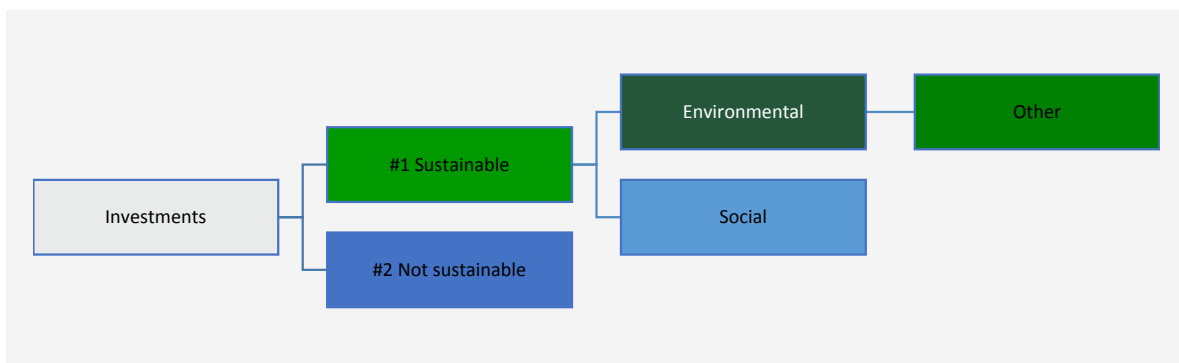 Investments
#1 Sustainable
#2 Not sustainable
Environmental
Social
Other